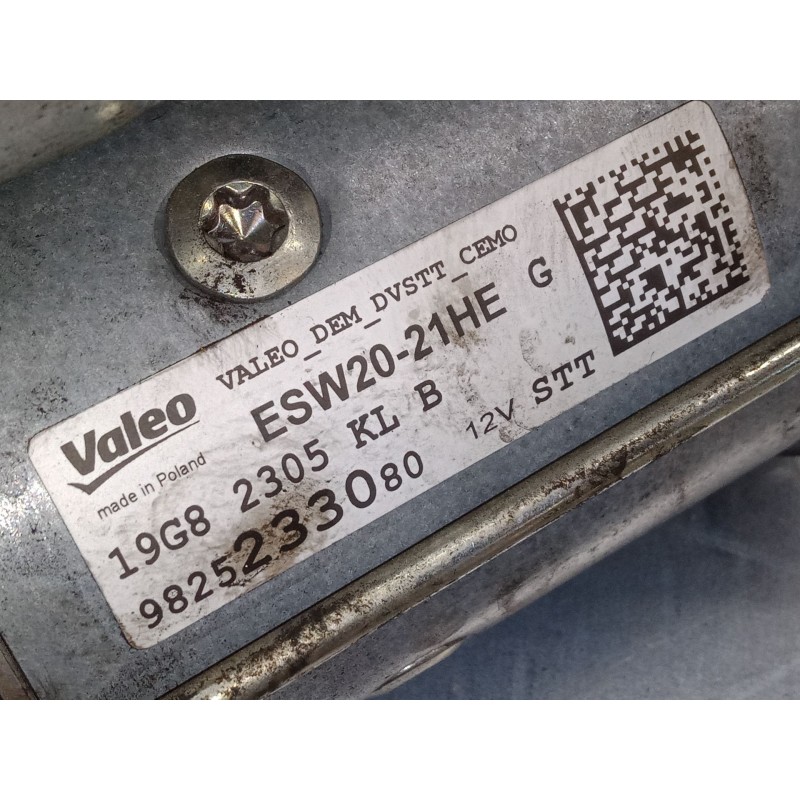 VALEO_DEM_DVSTT_CEMO
Valeo
ESW20-21HE G
made in Poland
19G8 2305 KL B
12V STT
9825233080